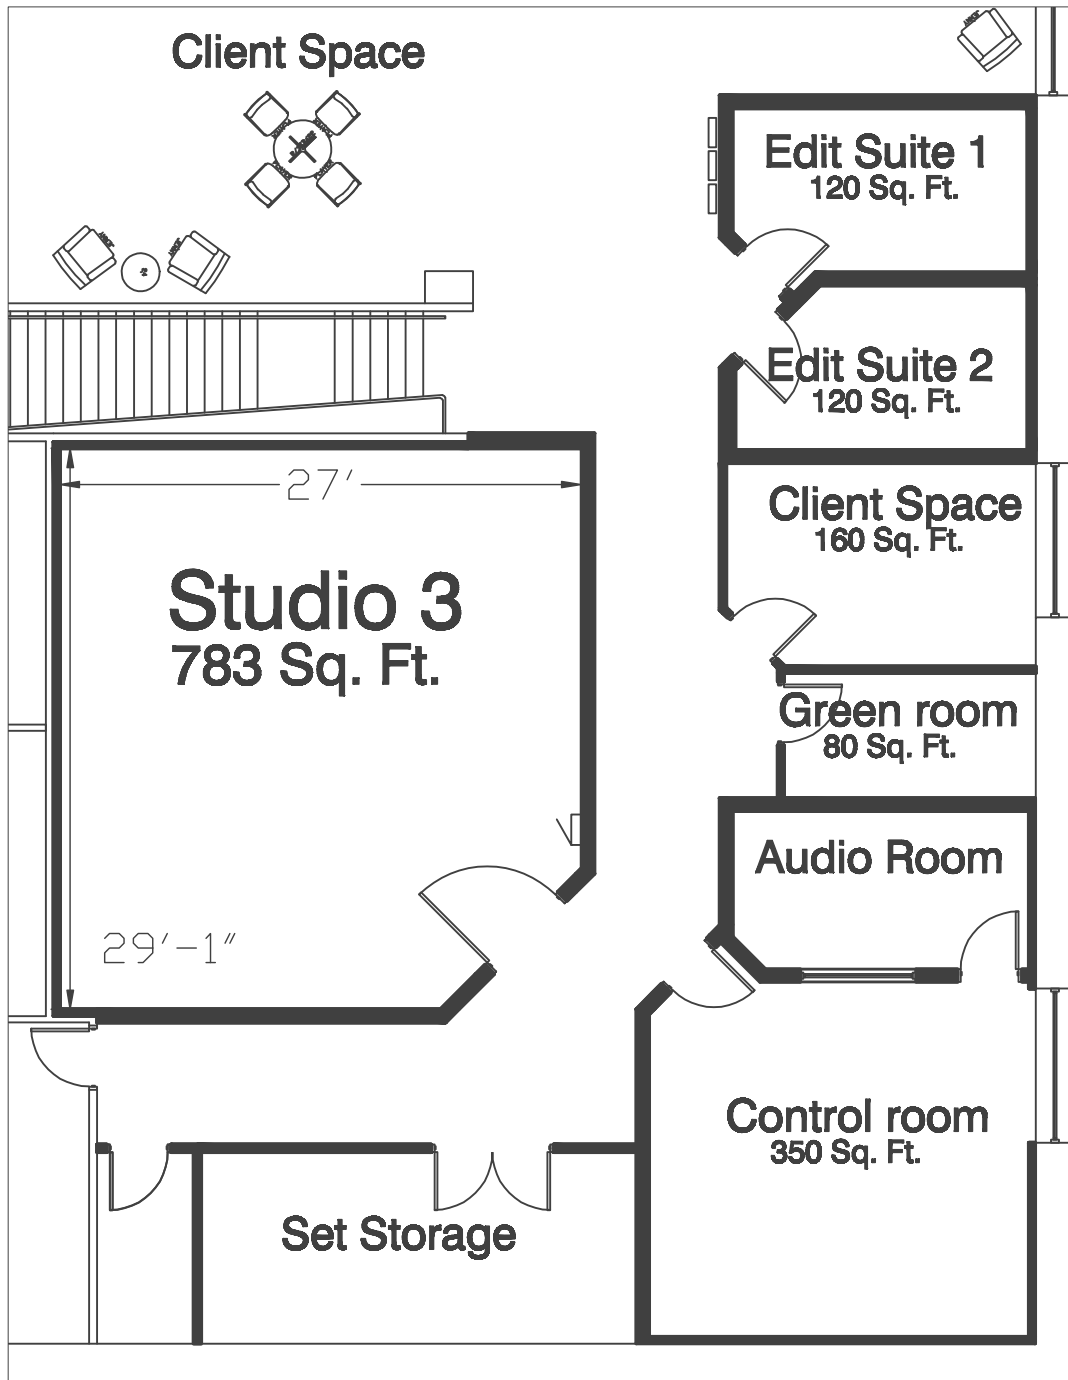 Client Space
Edit Suite 1
120 Sq. Ft.
Edit Suite 2
120 Sq. Ft.
27'
Client Space
160 Sq. Ft.
Studio 3
783 Sq. Ft.
Green room
80 Sq. Ft.
Audio Room
29'-1"
Control room
350 Sq. Ft.
Set Storage